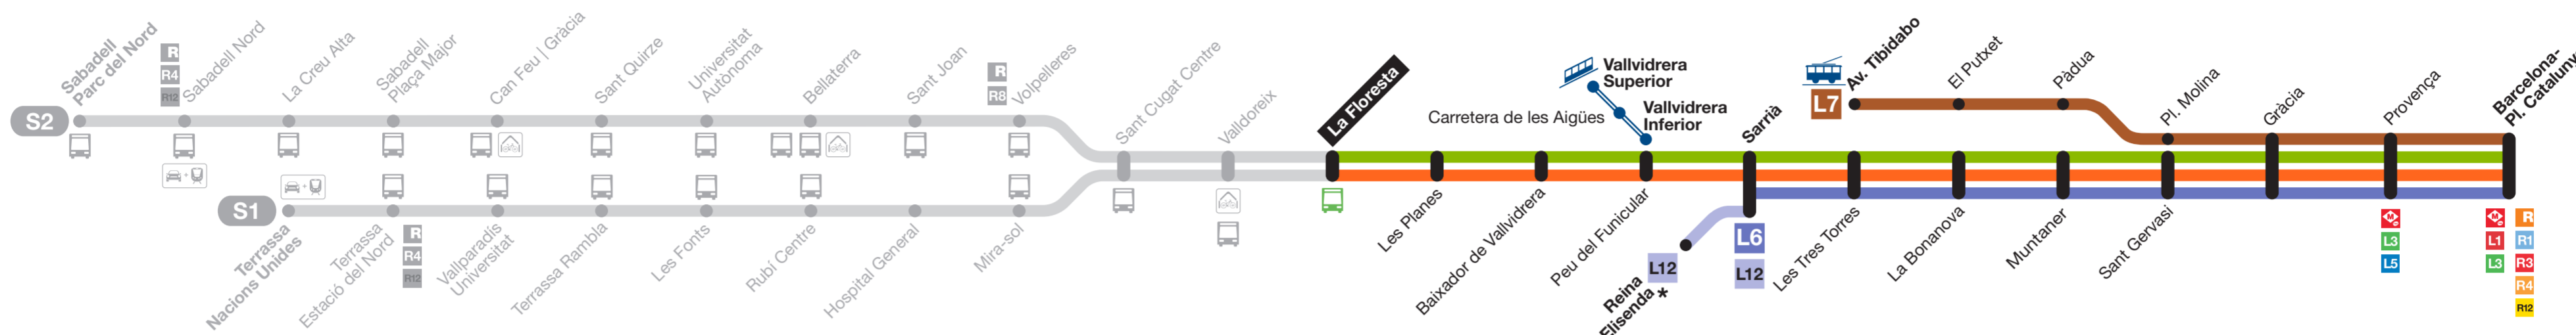 S2
Sabadell
Parc del Nord
R
R4
R12
Sabadell Nord
La Creu Alta
Sabadell
Plaça Major
Can Feu | Gràcia
Sant Quirze
Universitat
Autònoma
Bellaterra
Sant Joan
R
R8
Volpelleres
Sant Cugat Centre
Valldoreix
La Floresta
Carretera de les Aigües
Vallvidrera
Superior
Vallvidrera
Inferior
Sarrià
L7
Av. Tibidabo
El Putxet
Pàdua
Pl. Molina
Gràcia
Provença
Barcelona-
Pl. Cataluny
S1
Terrassa
Nacions Unides
Terrassa
Estació del Nord
R
R4
R12
Vallparadís
Universitat
Terrassa Rambla
Les Fonts
Rubí Centre
Hospital General
Mira-sol
Les Planes
Baixador de Vallvidrera
Peu del Funicular
Reina
Elisenda *
L12
L6
L12
Les Tres Torres
La Bonanova
Muntaner
Sant Gervasi
M
L3
L5
M
L1
L3
R
R1
R3
R4
R12